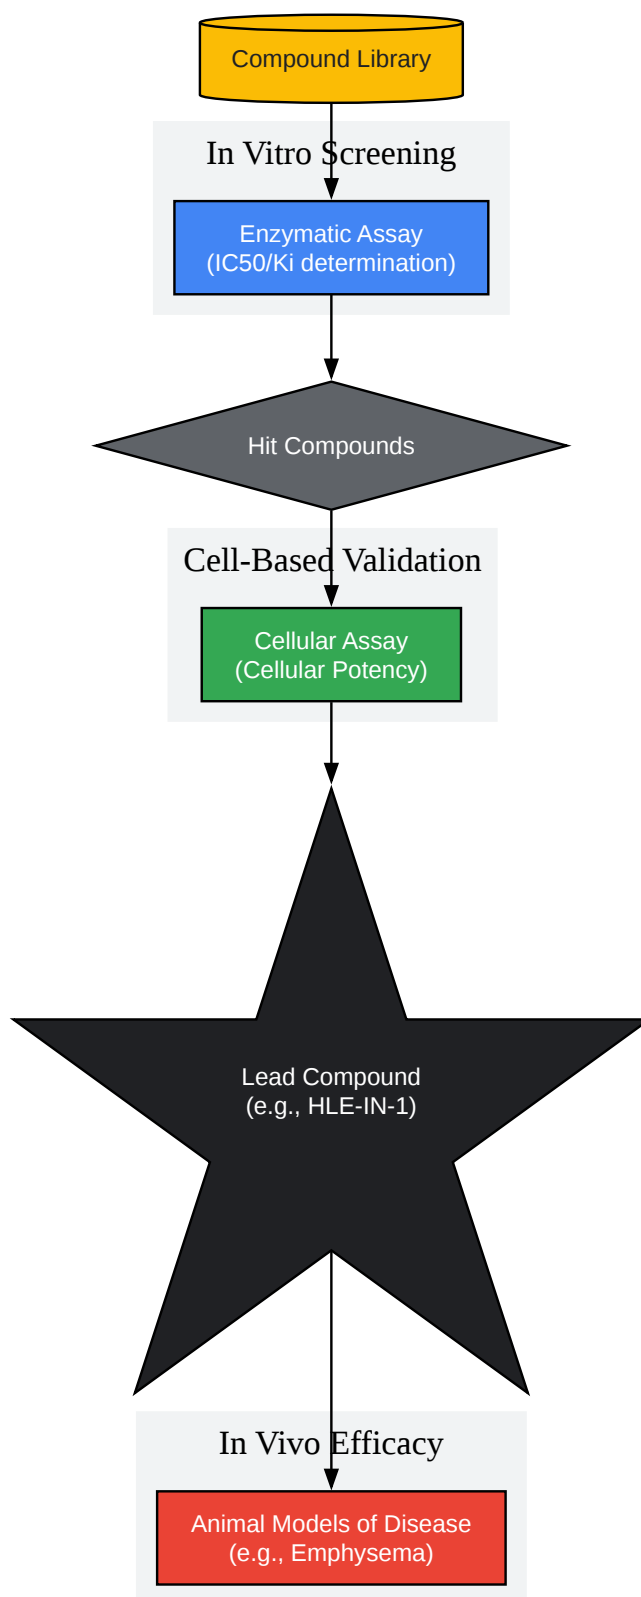 Compound Library
In Vitro Screening
Enzymatic Assay
(IC50/Ki determination)
Hit Compounds
Cell-Based Validation
Cellular Assay
(Cellular Potency)
Lead Compound
(e.g., HLE-IN-1)
In Vivo Efficacy
Animal Models of Disease
(e.g., Emphysema)